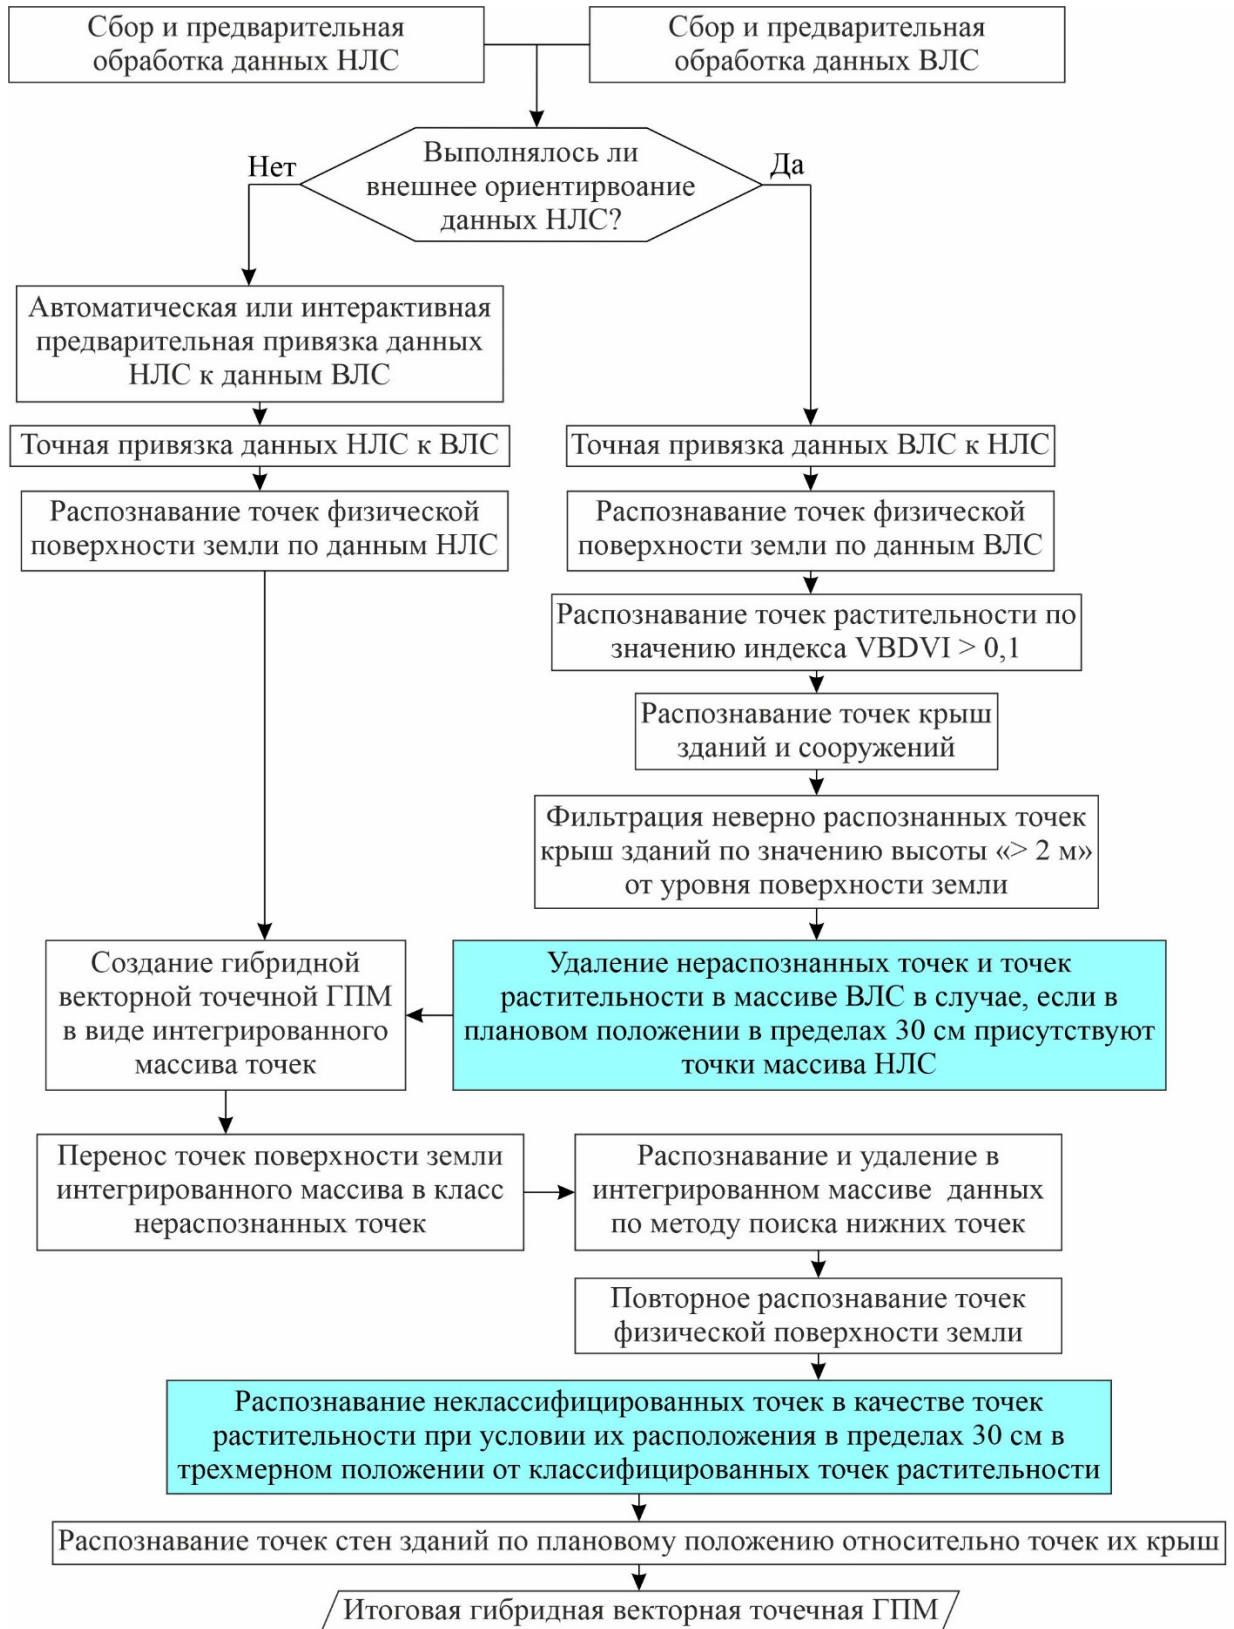 Сбор и предварительная
обработка данных НЛС
Сбор и предварительная
обработка данных ВЛС
Выполнялось ли
внешнее ориентирвоание
данных НЛС?
Нет
Да
Автоматическая или интерактивная
предварительная привязка данных
НЛС к данным ВЛС
Точная привязка данных НЛС к ВЛС
Распознавание точек физической
поверхности земли по данным НЛС
Точная привязка данных ВЛС к НЛС
Распознавание точек физической
поверхности земли по данным ВЛС
Распознавание точек растительности по
значению индекса VBDVI > 0,1
Распознавание точек крыш
зданий и сооружений
Фильтрация неверно распознанных точек
крыш зданий по значению высоты «> 2 м»
от уровня поверхности земли
Удаление нераспознанных точек и точек
растительности в массиве ВЛС в случае, если в
плановом положении в пределах 30 см присутствуют
точки массива НЛС
Создание гибридной
векторной точечной ГПМ
в виде интегрированного
массива точек
Перенос точек поверхности земли
интегрированного массива в класс
нераспознанных точек
Распознавание и удаление в
интегрированном массиве данных
по методу поиска нижних точек
Повторное распознавание точек
физической поверхности земли
Распознавание неклассифицированных точек в качестве точек
растительности при условии их расположения в пределах 30 см в
трехмерном положении от классифицированных точек растительности
Распознавание точек стен зданий по плановому положению относительно точек их крыш
Итоговая гибридная векторная точечная ГПМ